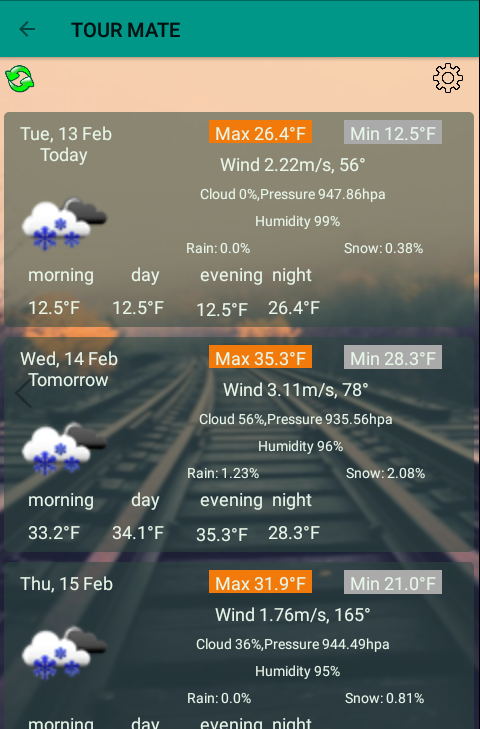 TOUR MATE
Tue, 13 Feb
Today
Max 26.4°F Min 12.5°F
Wind 2.22m/s, 56°
Cloud 0%,Pressure 947.86hpa
Humidity 99%
Rain: 0.0% Snow: 0.38%
morning day evening night
12.5°F 12.5°F 12.5°F 26.4°F
Wed, 14 Feb
Tomorrow
Max 35.3°F Min 28.3°F
Wind 3.11m/s, 78°
Cloud 56%,Pressure 935.56hpa
Humidity 96%
Rain: 1.23% Snow: 2.08%
morning day evening night
33.2°F 34.1°F 35.3°F 28.3°F
Thu, 15 Feb
Max 31.9°F Min 21.0°F
Wind 1.76m/s, 165°
Cloud 36%,Pressure 944.49hpa
Humidity 95%
Rain: 0.0% Snow: 0.81%
morning day evening night